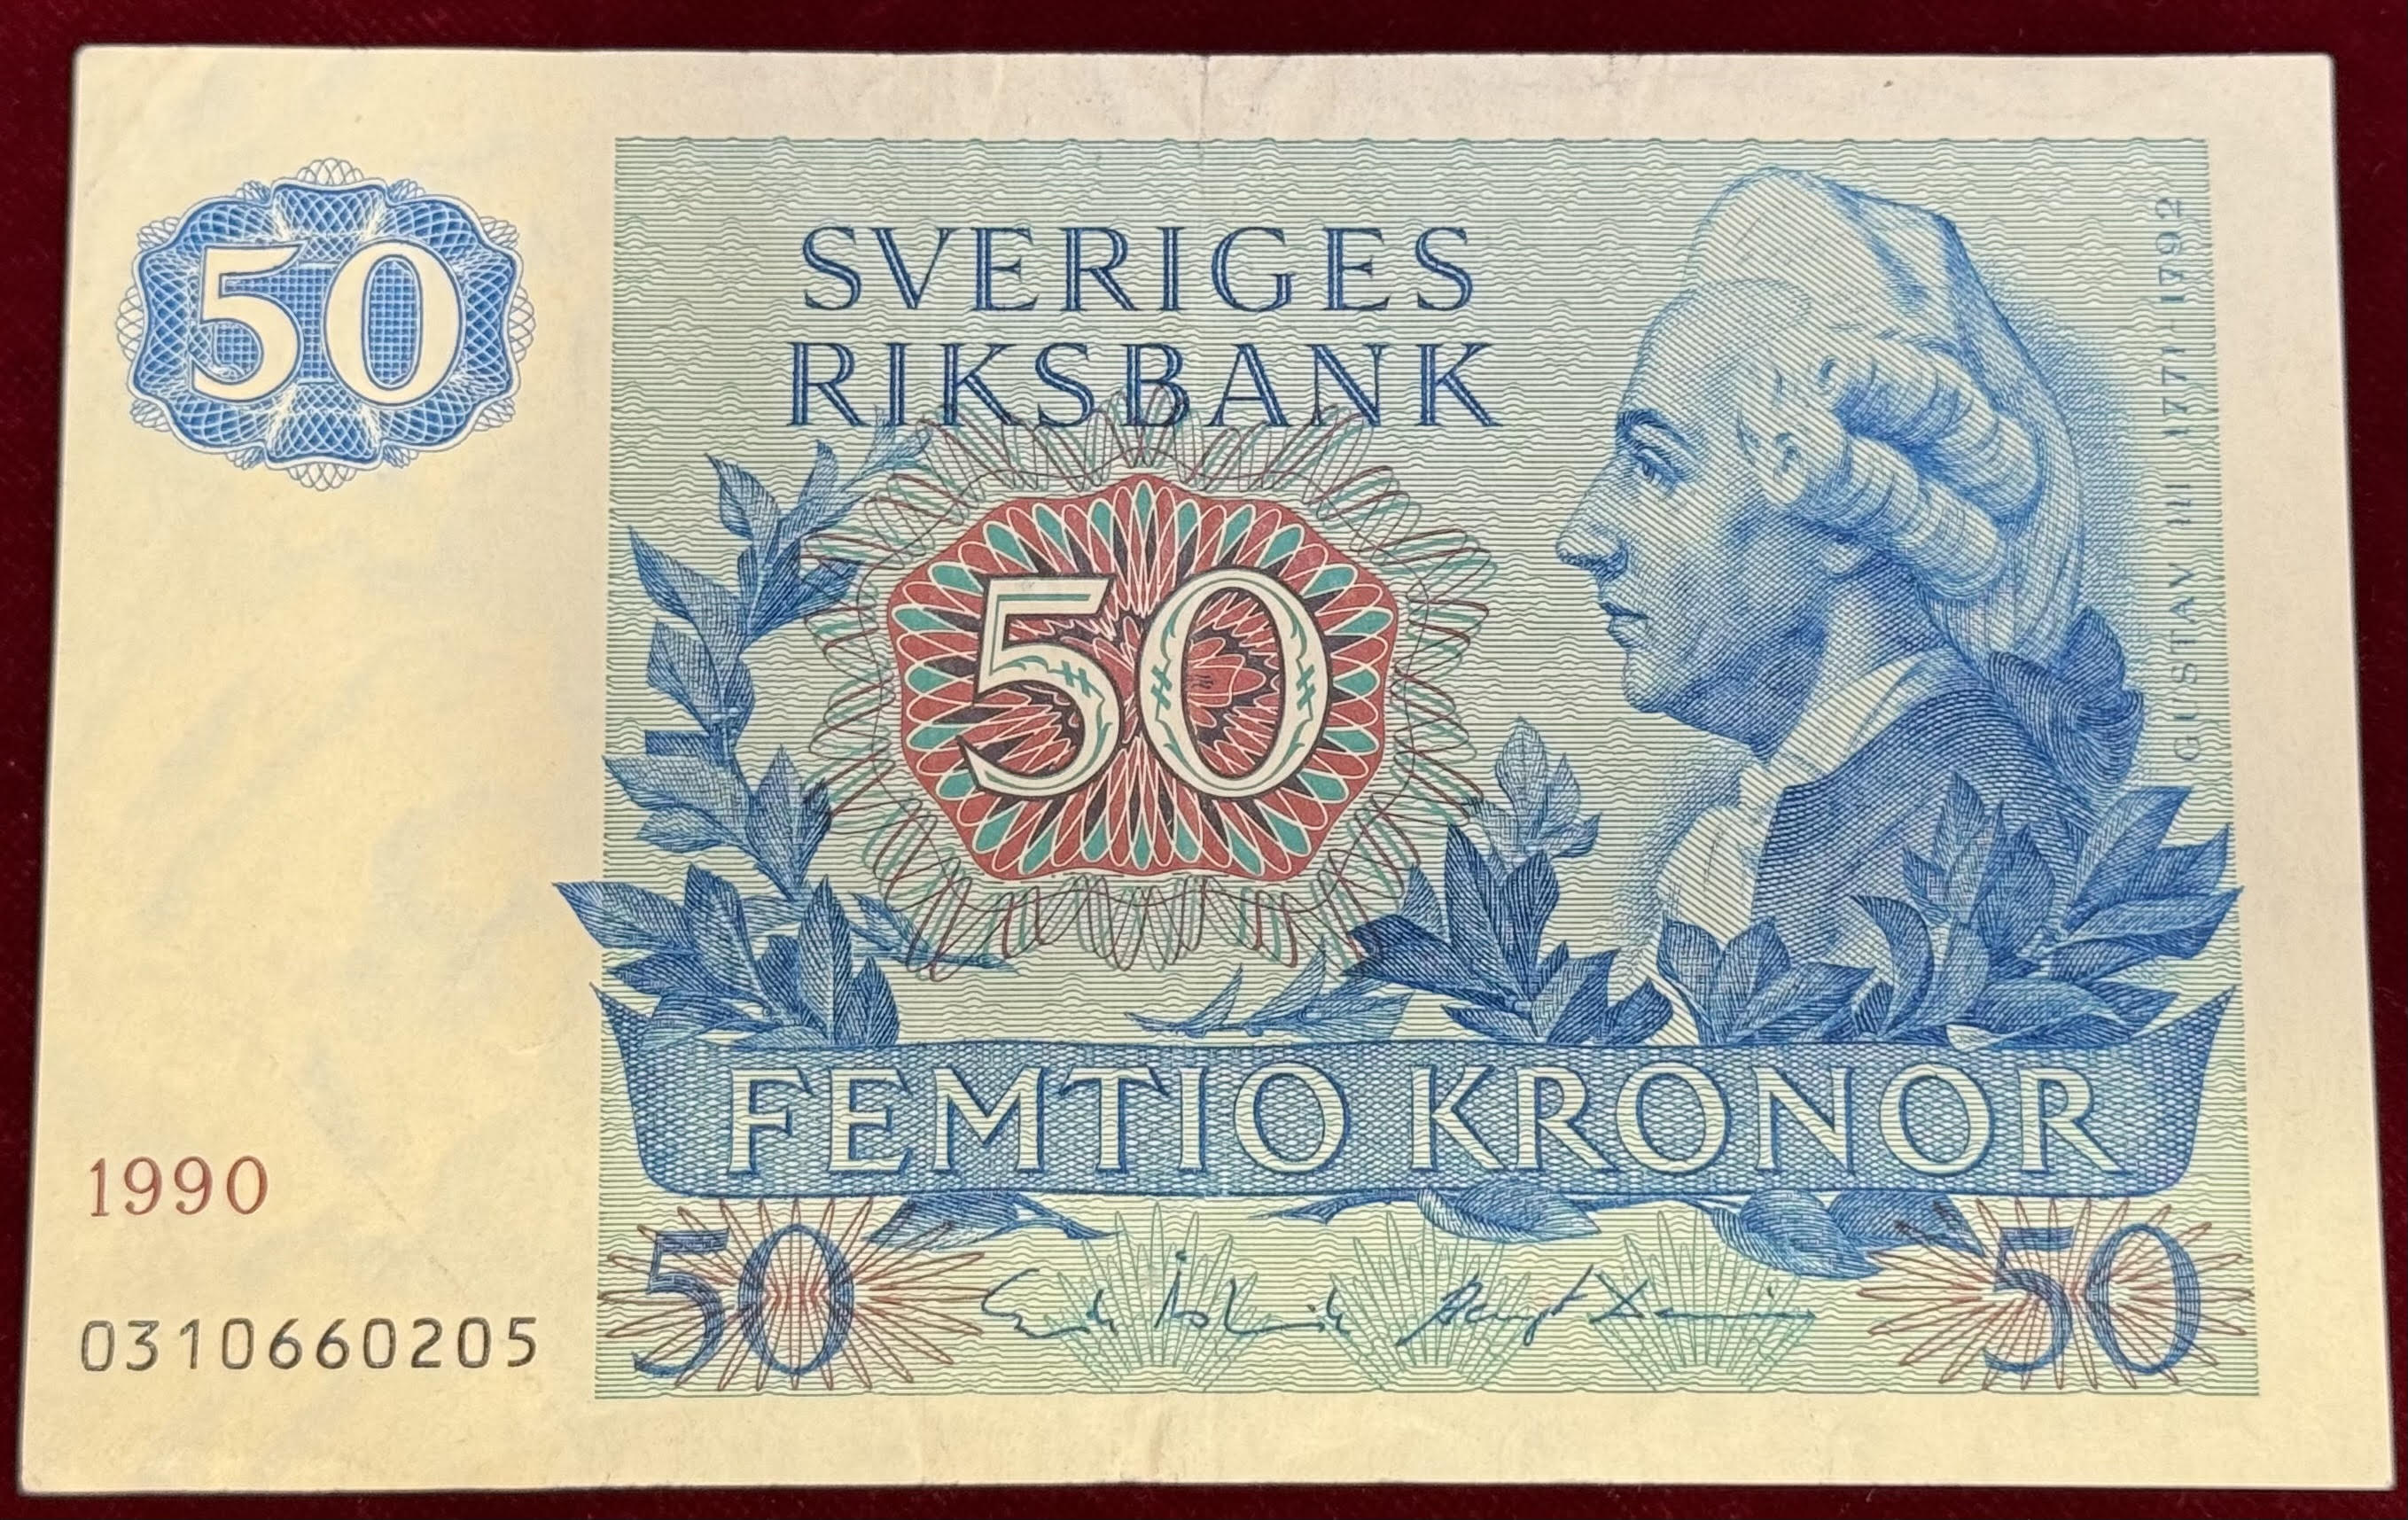 50
SVERIGES
RIKSBANK
50
GUSTAV III 1771-1792
FEMTIO KRONOR
1990
0310660205
50
50